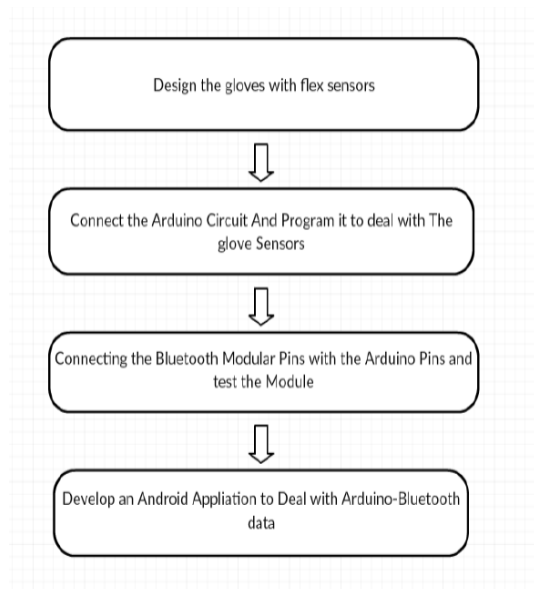 Design the gloves with flex sensors
Connect the Arduino Circuit And Program it to deal with The
glove Sensors
Connecting the Bluetooth Modular Pins with the Arduino Pins and
test the Module
Develop an Android Appliation to Deal with Arduino-Bluetooth
data